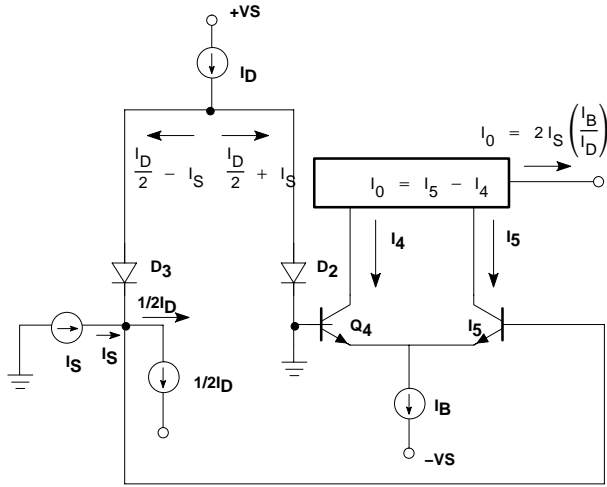 +VS
I_D
I_D/2 − I_S
I_D/2 + I_S
I_0 = 2 I_S (I_B/I_D)
I_0 = I_5 − I_4
I_4
I_5
D_3
D_2
1/2I_D
Q_4
I_5
I_S
I_S
1/2I_D
I_B
−VS